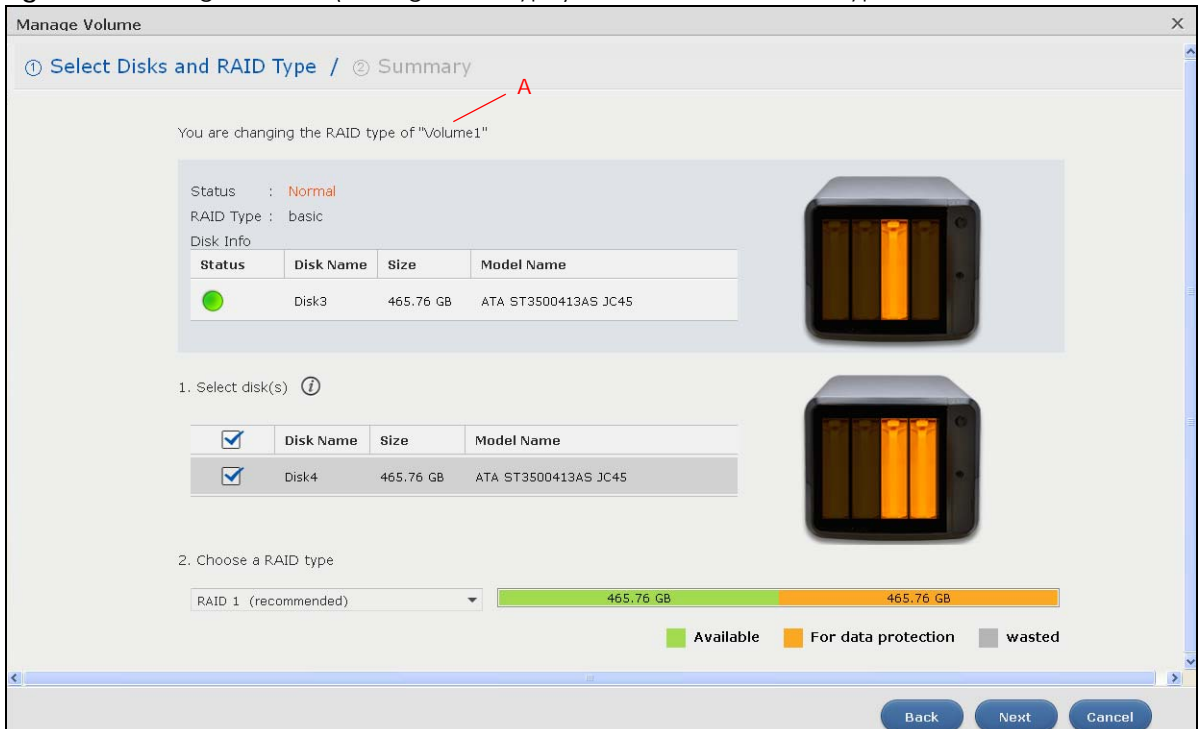 Manage Volume X
① Select Disks and RAID Type / ② Summary
A
You are changing the RAID type of "Volume1"
Status : Normal
RAID Type : basic
Disk Info
Status Disk Name Size Model Name
Disk3 465.76 GB ATA ST3500413AS JC45
1. Select disk(s) i
Disk Name Size Model Name
Disk4 465.76 GB ATA ST3500413AS JC45
2. Choose a RAID type
RAID 1 (recommended) 465.76 GB 465.76 GB
Available For data protection wasted
Back Next Cancel